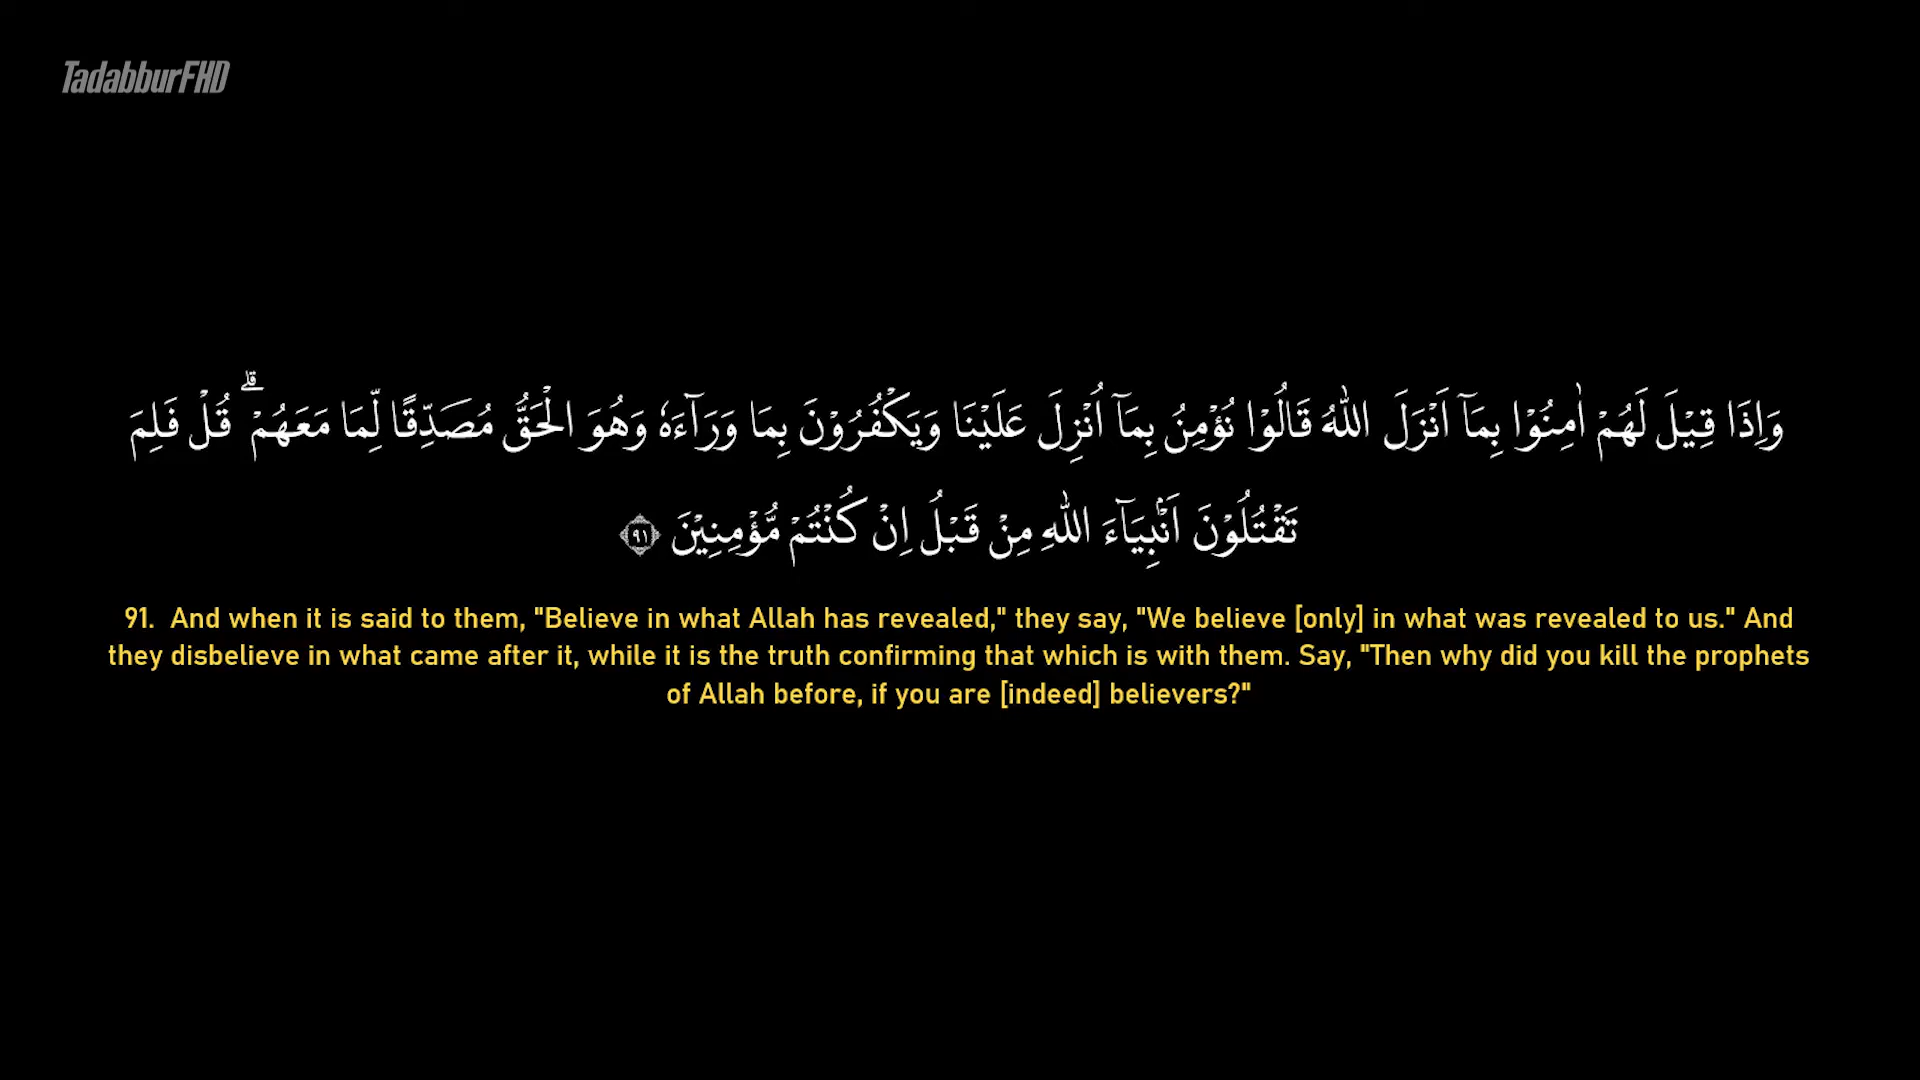 TadabburFHD
وَاِذَا قِيْلَ لَهُمْ اٰمِنُوْا بِمَآ اَنْزَلَ اللّٰهُ قَالُوْا نُؤْمِنُ بِمَآ اُنْزِلَ عَلَيْنَا وَيَكْفُرُوْنَ بِمَا وَرَآءَهٗ وَهُوَ الْحَقُّ مُصَدِّقًا لِّمَا مَعَهُمْ ۗ قُلْ فَلِمَ
تَقْتُلُوْنَ اَنْۢبِيَآءَ اللّٰهِ مِنْ قَبْلُ اِنْ كُنْتُمْ مُّؤْمِنِيْنَ ٩١
91. And when it is said to them, "Believe in what Allah has revealed," they say, "We believe [only] in what was revealed to us." And
they disbelieve in what came after it, while it is the truth confirming that which is with them. Say, "Then why did you kill the prophets
of Allah before, if you are [indeed] believers?"